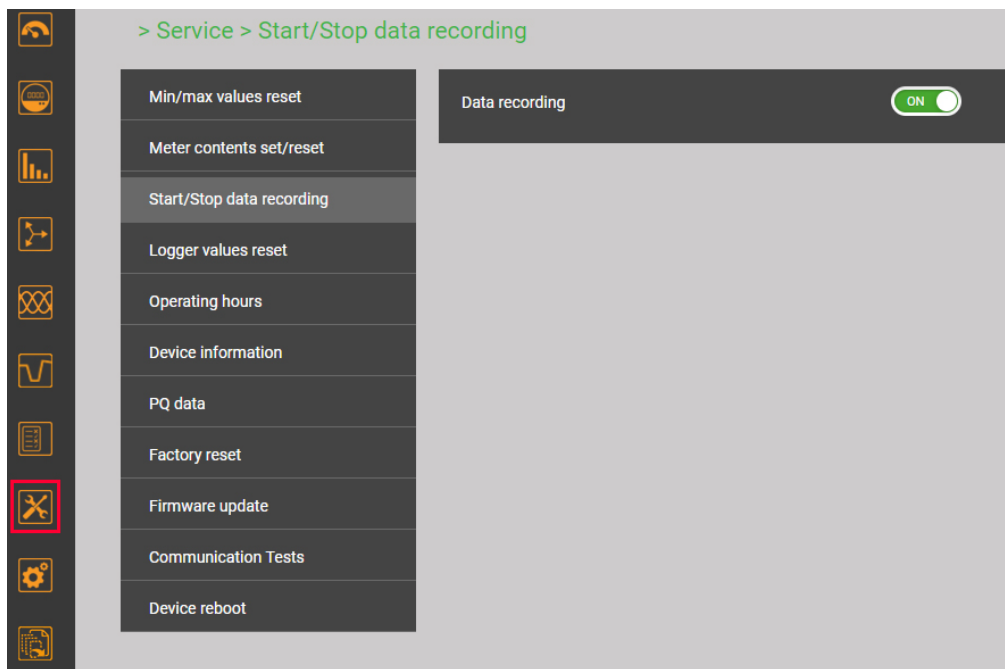 > Service > Start/Stop data recording
Min/max values reset
Meter contents set/reset
Start/Stop data recording
Logger values reset
Operating hours
Device information
PQ data
Factory reset
Firmware update
Communication Tests
Device reboot
Data recording
ON